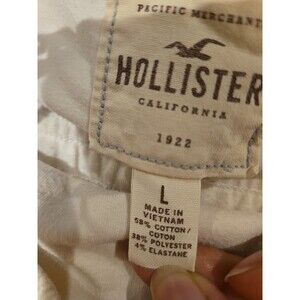 PACIFIC MERCHANT
HOLLISTER
CALIFORNIA
1922
L
MADE IN
VIETNAM
58% COTTON/
COTON
38% POLYESTER
4% ELASTANE